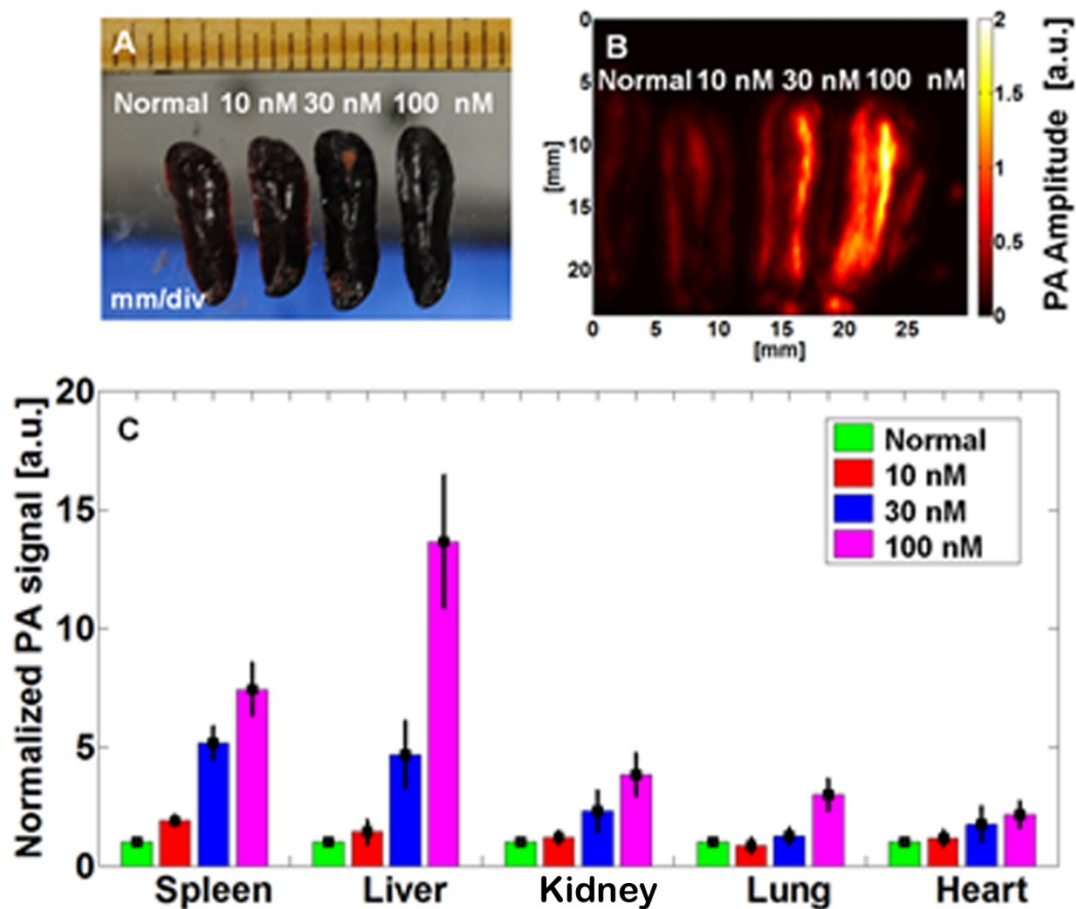 A
Normal 10 nM 30 nM 100 nM
mm/div
B
Normal 10 nM 30 nM 100 nM
0
5
10
15
20
[mm]
0 5 10 15 20 25
[mm]
2
1.5
1
0.5
0
PA Amplitude [a.u.]
C
Normalized PA signal [a.u.]
20
15
10
5
0
Normal
10 nM
30 nM
100 nM
Spleen Liver Kidney Lung Heart